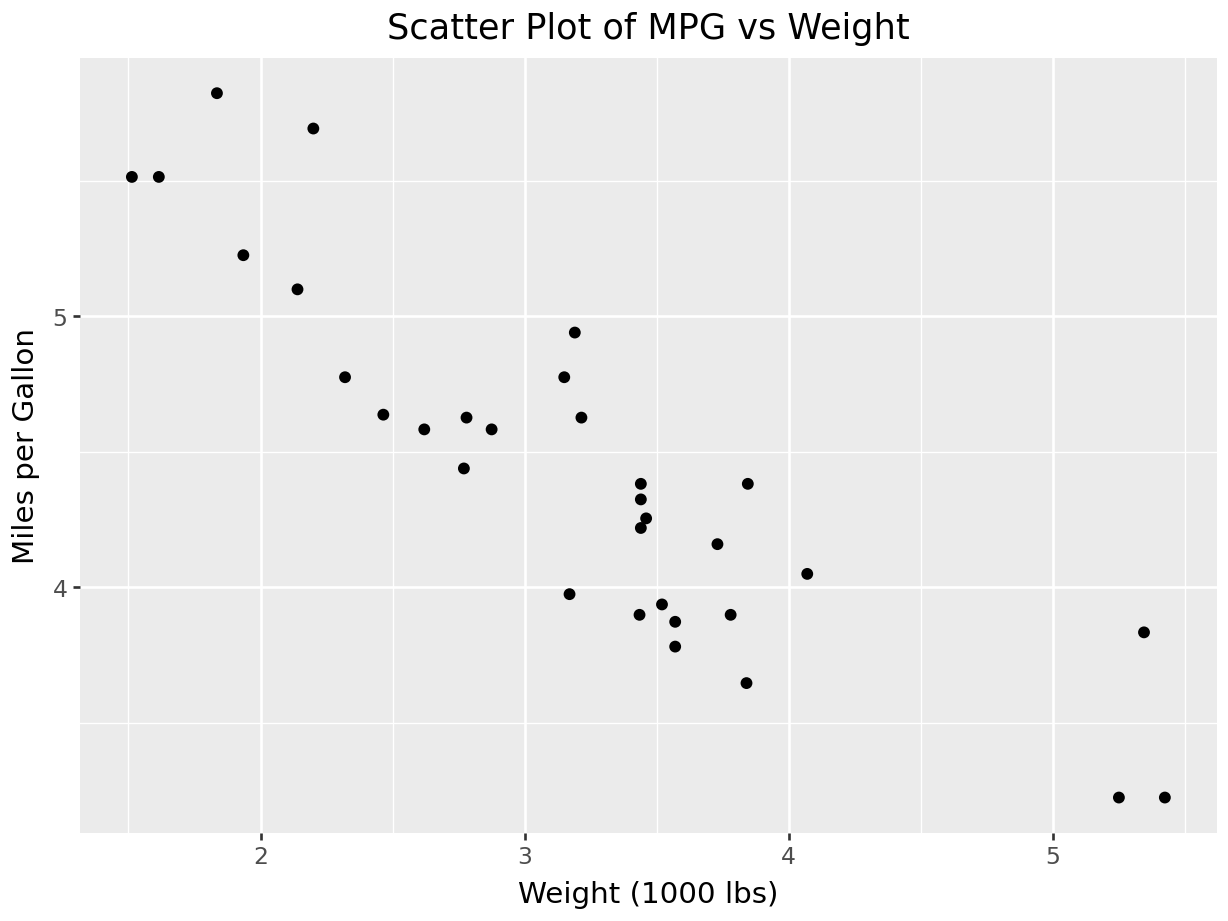 Scatter Plot of MPG vs Weight
Miles per Gallon
5
4
2 3 4 5
Weight (1000 lbs)